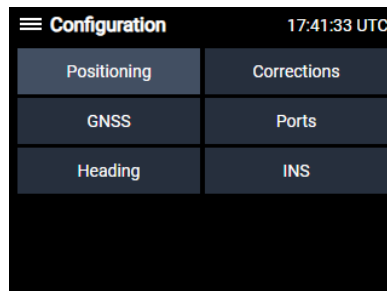 Configuration 17:41:33 UTC
Positioning Corrections
GNSS Ports
Heading INS